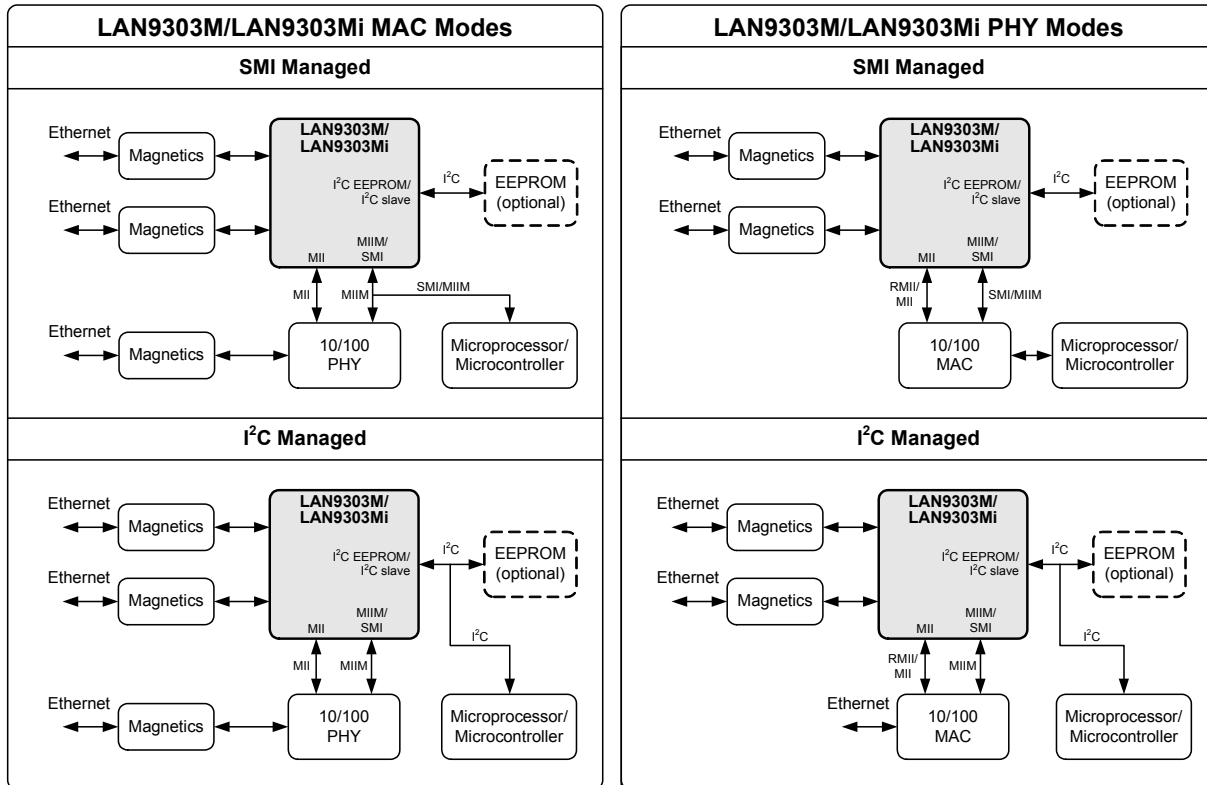 LAN9303M/LAN9303Mi MAC Modes
SMI Managed
Ethernet
Magnetics
Magnetics
Ethernet
LAN9303M/
LAN9303Mi
I²C EEPROM/
I²C slave
MIIM/
SMI
MII
I²C
EEPROM
(optional)
MII
MIIM
SMI/MIIM
Ethernet
Magnetics
10/100
PHY
Microprocessor/
Microcontroller
I²C Managed
Ethernet
Magnetics
Ethernet
Magnetics
LAN9303M/
LAN9303Mi
I²C EEPROM/
I²C slave
MIIM/
SMI
MII
I²C
EEPROM
(optional)
I²C
MII
MIIM
Ethernet
Magnetics
10/100
PHY
Microprocessor/
Microcontroller
LAN9303M/LAN9303Mi PHY Modes
SMI Managed
Ethernet
Magnetics
Ethernet
Magnetics
LAN9303M/
LAN9303Mi
I²C EEPROM/
I²C slave
MIIM/
SMI
MII
I²C
EEPROM
(optional)
RMII/
MII
SMI/MIIM
10/100
MAC
Microprocessor/
Microcontroller
I²C Managed
Ethernet
Magnetics
Ethernet
Magnetics
LAN9303M/
LAN9303Mi
I²C EEPROM/
I²C slave
MIIM/
SMI
MII
I²C
EEPROM
(optional)
I²C
RMII/
MII
MIIM
Ethernet
10/100
MAC
Microprocessor/
Microcontroller